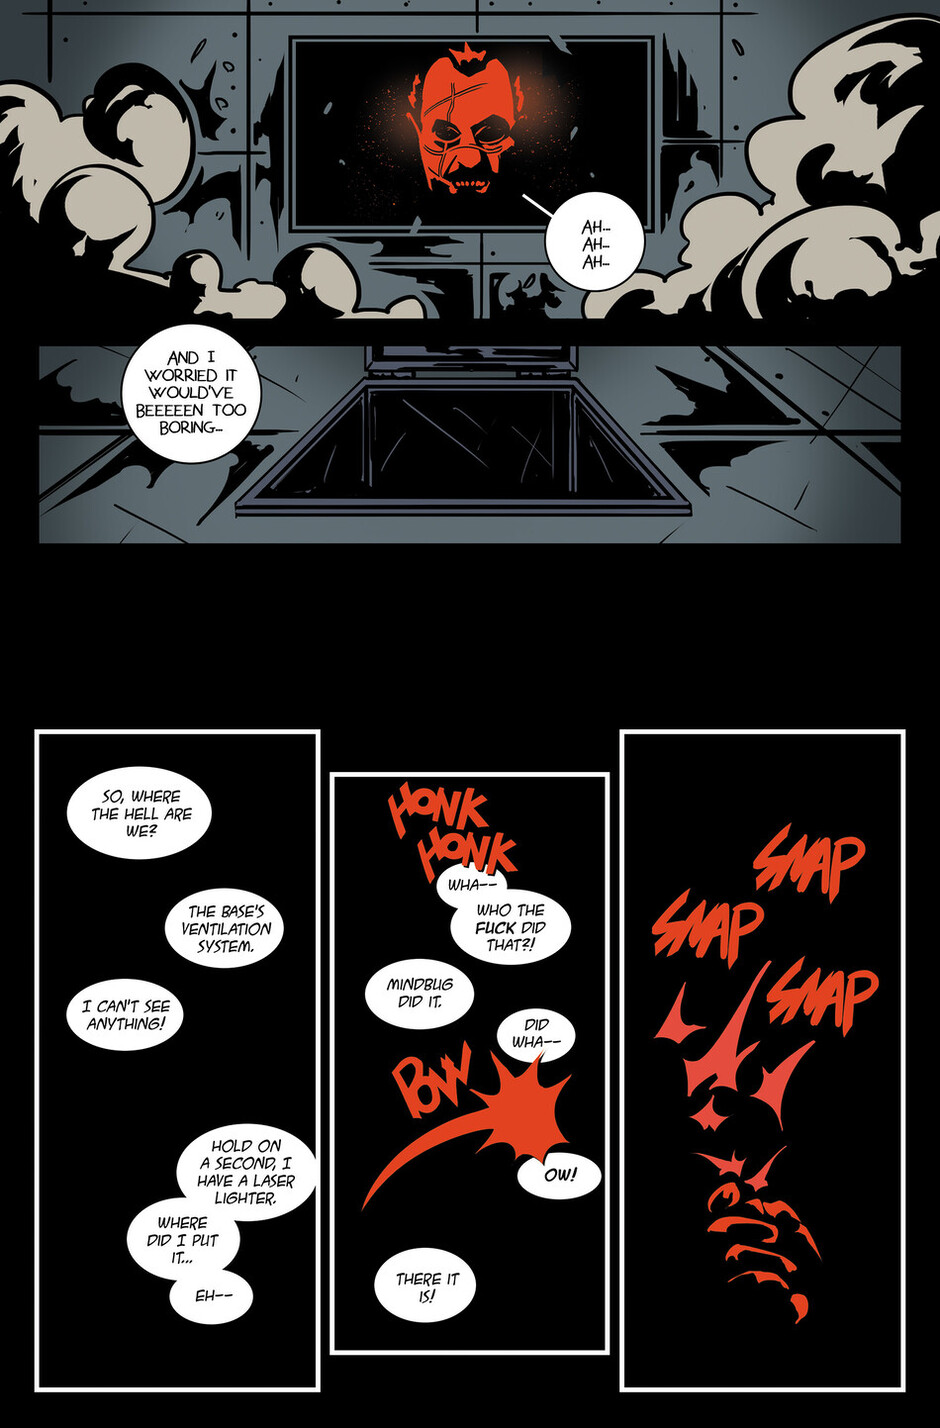 AH...
AH...
AH...
AND I
WORRIED IT
WOULD'VE
BEEEEEN TOO
BORING...
SO, WHERE
THE HELL ARE
WE?
THE BASE'S
VENTILATION
SYSTEM.
I CAN'T SEE
ANYTHING!
HOLD ON
A SECOND, I
HAVE A LASER
LIGHTER.
WHERE
DID I PUT
IT...
EH--
HONK
HONK
WHA--
WHO THE
FUCK DID
THAT?!
MINDBUG
DID IT.
DID
WHA--
POW
OW!
THERE IT
IS!
SNAP
SNAP
SNAP